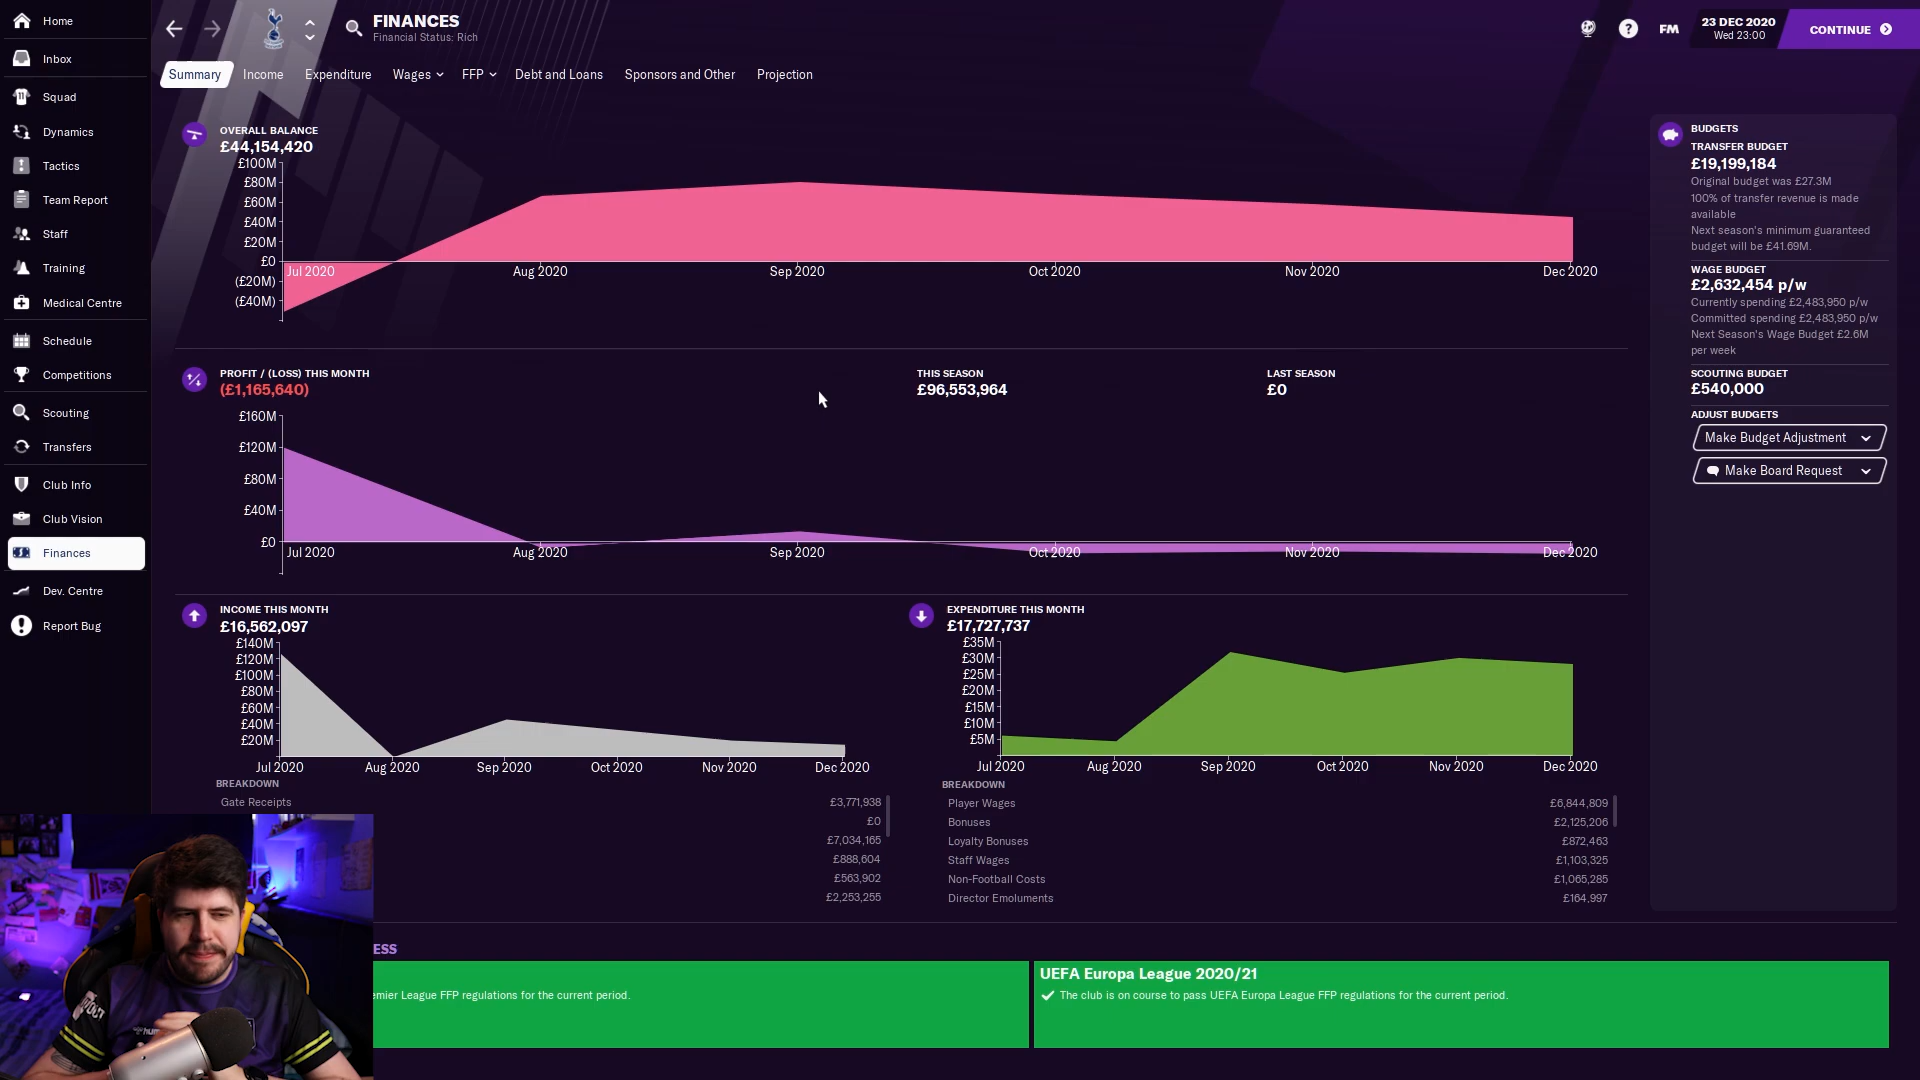 Home
Inbox
Squad
Dynamics
Tactics
Team Report
Staff
Training
Medical Centre
Schedule
Competitions
Scouting
Transfers
Club Info
Club Vision
Finances
Dev. Centre
Report Bug
FINANCES
Financial Status: Rich
FM
23 DEC 2020
Wed 23:00
CONTINUE
Summary
Income
Expenditure
Wages
FFP
Debt and Loans
Sponsors and Other
Projection
OVERALL BALANCE
£44,154,420
£100M
£80M
£60M
£40M
£20M
£0
(£20M)
(£40M)
Jul 2020
Aug 2020
Sep 2020
Oct 2020
Nov 2020
Dec 2020
PROFIT / (LOSS) THIS MONTH
(£1,165,640)
THIS SEASON
£96,553,964
LAST SEASON
£0
£160M
£120M
£80M
£40M
£0
Jul 2020
Aug 2020
Sep 2020
Oct 2020
Nov 2020
Dec 2020
INCOME THIS MONTH
£16,562,097
£140M
£120M
£100M
£80M
£60M
£40M
£20M
Jul 2020
Aug 2020
Sep 2020
Oct 2020
Nov 2020
Dec 2020
BREAKDOWN
Gate Receipts £3,771,938
£0
£7,034,165
£888,604
£563,902
£2,253,255
EXPENDITURE THIS MONTH
£17,727,737
£35M
£30M
£25M
£20M
£15M
£10M
£5M
Jul 2020
Aug 2020
Sep 2020
Oct 2020
Nov 2020
Dec 2020
BREAKDOWN
Player Wages £6,844,809
Bonuses £2,125,206
Loyalty Bonuses £872,463
Staff Wages £1,103,325
Non-Football Costs £1,065,285
Director Emoluments £164,997
ESS
emier League FFP regulations for the current period.
UEFA Europa League 2020/21
The club is on course to pass UEFA Europa League FFP regulations for the current period.
BUDGETS
TRANSFER BUDGET
£19,199,184
Original budget was £27.3M
100% of transfer revenue is made
available
Next season's minimum guaranteed
budget will be £41.69M.
WAGE BUDGET
£2,632,454 p/w
Currently spending £2,483,950 p/w
Committed spending £2,483,950 p/w
Next Season's Wage Budget £2.6M
per week
SCOUTING BUDGET
£540,000
ADJUST BUDGETS
Make Budget Adjustment
Make Board Request